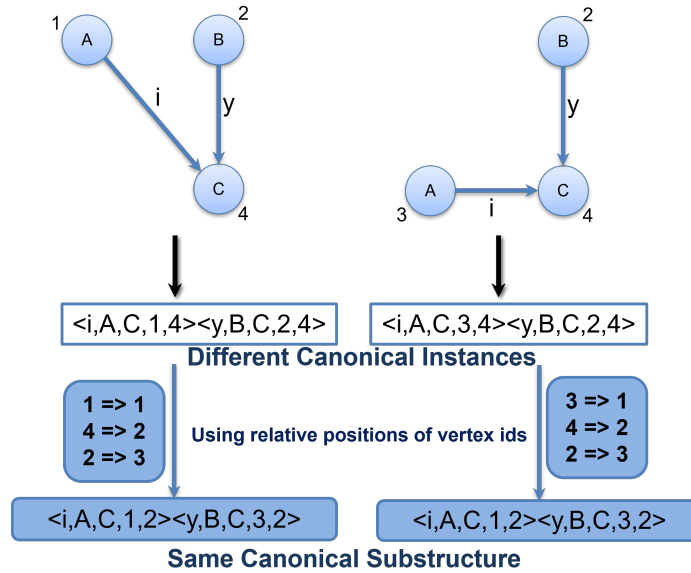 1 A B 2 B 2
i y y
C 4 A 3 i C 4
<i,A,C,1,4><y,B,C,2,4> <i,A,C,3,4><y,B,C,2,4>
Different Canonical Instances
1 => 1
4 => 2
2 => 3
Using relative positions of vertex ids
3 => 1
4 => 2
2 => 3
<i,A,C,1,2><y,B,C,3,2> <i,A,C,1,2><y,B,C,3,2>
Same Canonical Substructure